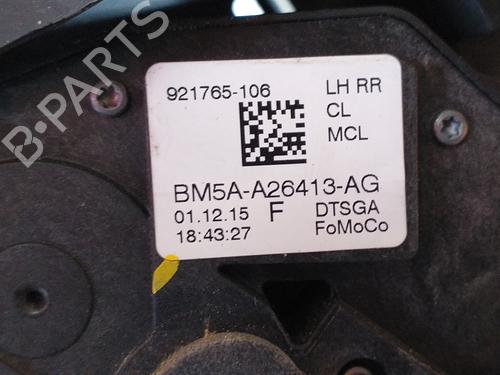 921765-106 LH RR
CL
MCL
BM5A-A26413-AG
01.12.15 F DTSGA
18:43:27 FoMoCo
B-PARTS